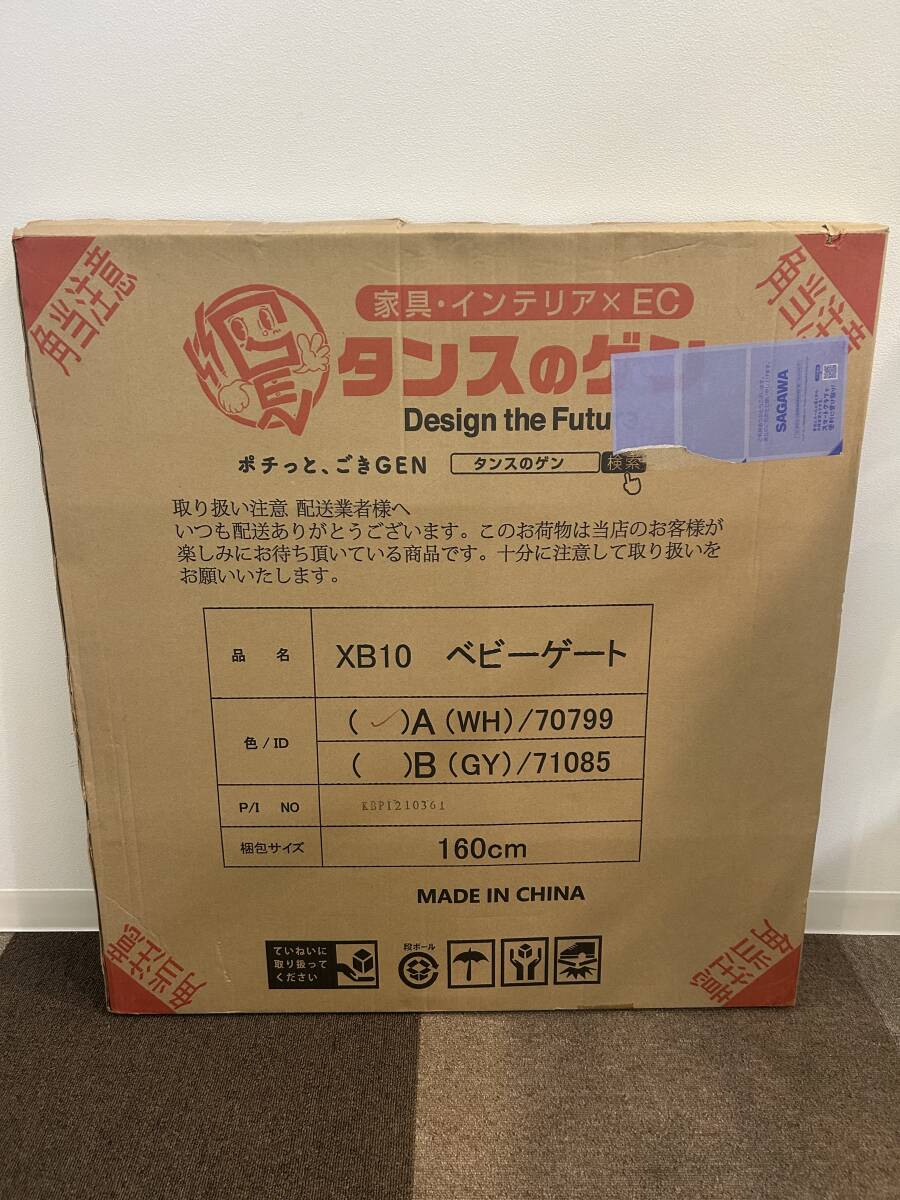 角当注意
角当注意
家具・インテリア×EC
GEN
タンスのゲン
Design the Futu
SAGAWA
ポチっと、ごきGEN
タンスのゲン
検索
取り扱い注意 配送業者様へ
いつも配送ありがとうございます。このお荷物は当店のお客様が
楽しみにお待ち頂いている商品です。十分に注意して取り扱いを
お願いいたします。
品 名
XB10 ベビーゲート
色/ID
(✓)A(WH)/70799
( )B(GY)/71085
P/I NO
KBP1210361
梱包サイズ
160cm
MADE IN CHINA
ていねいに
取り扱って
ください
段ボール
角当注意
角当注意